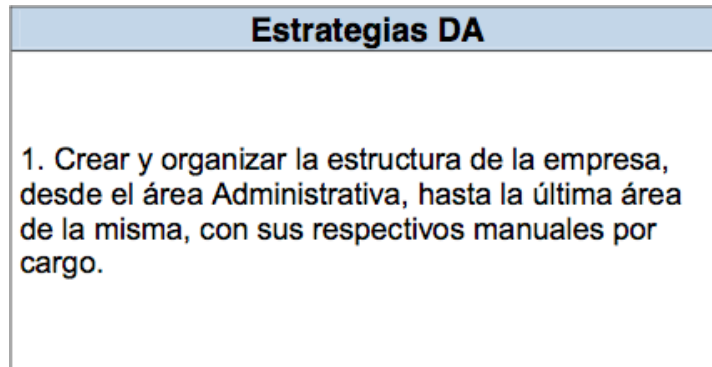 Estrategias DA
1. Crear y organizar la estructura de la empresa,
desde el área Administrativa, hasta la última área
de la misma, con sus respectivos manuales por
cargo.